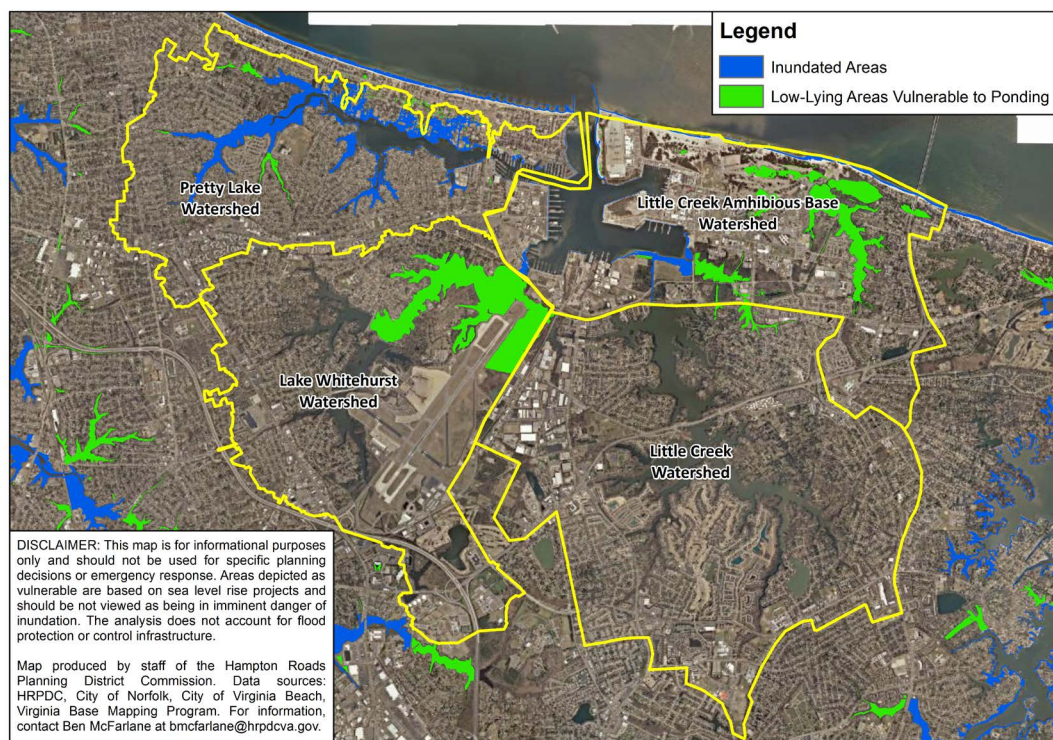 Legend
Inundated Areas
Low-Lying Areas Vulnerable to Ponding
Pretty Lake
Watershed
Little Creek Amhibious Base
Watershed
Lake Whitehurst
Watershed
Little Creek
Watershed
DISCLAIMER: This map is for informational purposes
only and should not be used for specific planning
decisions or emergency response. Areas depicted as
vulnerable are based on sea level rise projects and
should be not viewed as being in imminent danger of
inundation. The analysis does not account for flood
protection or control infrastructure.
Map produced by staff of the Hampton Roads
Planning District Commission. Data sources:
HRPDC, City of Norfolk, City of Virginia Beach,
Virginia Base Mapping Program. For information,
contact Ben McFarlane at bmcfarlane@hrpdcva.gov.